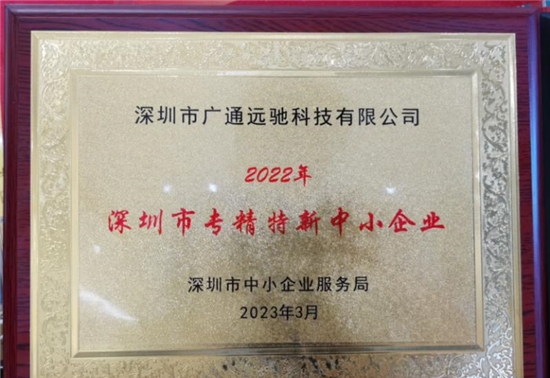 深圳市广通远驰科技有限公司
2022年
深圳市专精特新中小企业
深圳市中小企业服务局
2023年3月